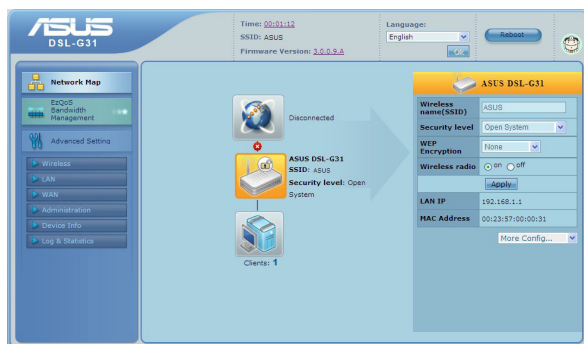 ASUS
DSL-G31
Time: 00:01:12
SSID: ASUS
Firmware Version: 3.0.0.9.A
Language:
English
Reboot
Network Map
EzQoS
Bandwidth
Management
Advanced Setting
Wireless
LAN
WAN
Administration
Device Info
Log & Statistics
Disconnected
ASUS DSL-G31
SSID: ASUS
Security level: Open
System
Clients: 1
ASUS DSL-G31
Wireless
name(SSID)
ASUS
Security level
Open System
WEP
Encryption
None
Wireless radio
on off
Apply
LAN IP
192.168.1.1
MAC Address
00:23:57:00:00:31
More Config...